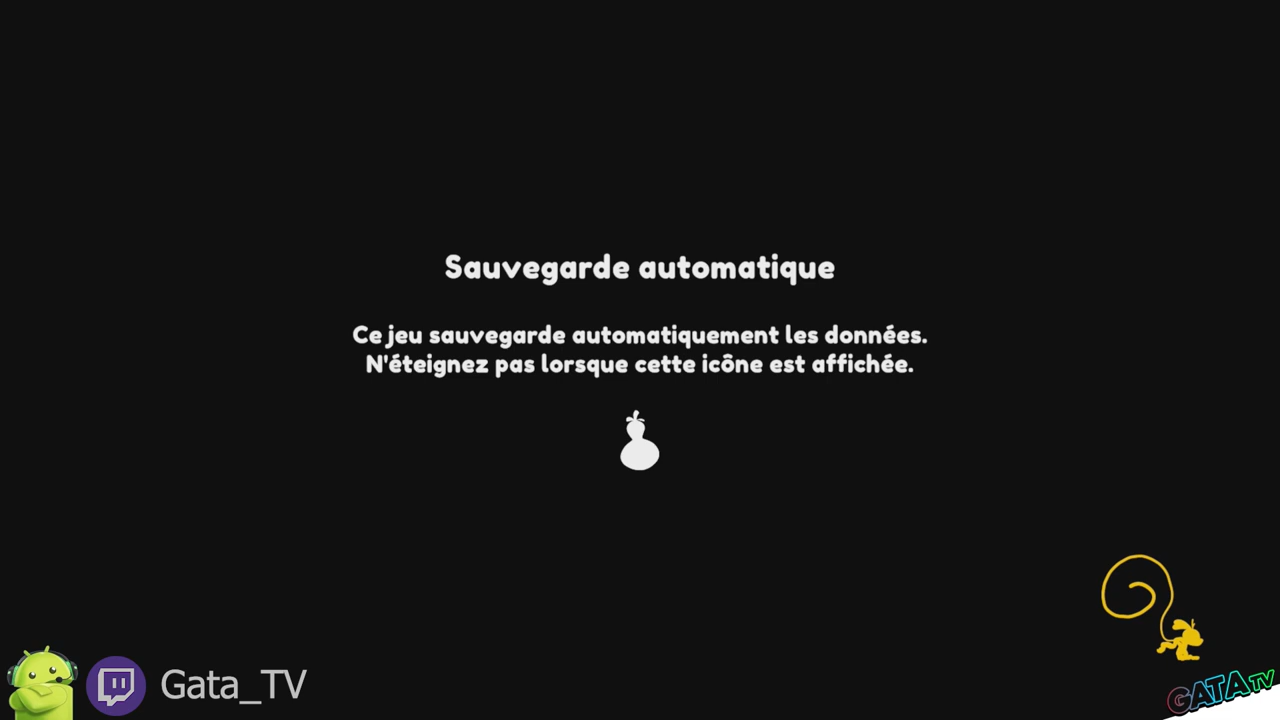 Sauvegarde automatique
Ce jeu sauvegarde automatiquement les données.
N'éteignez pas lorsque cette icône est affichée.
Gata_TV
GATA TV